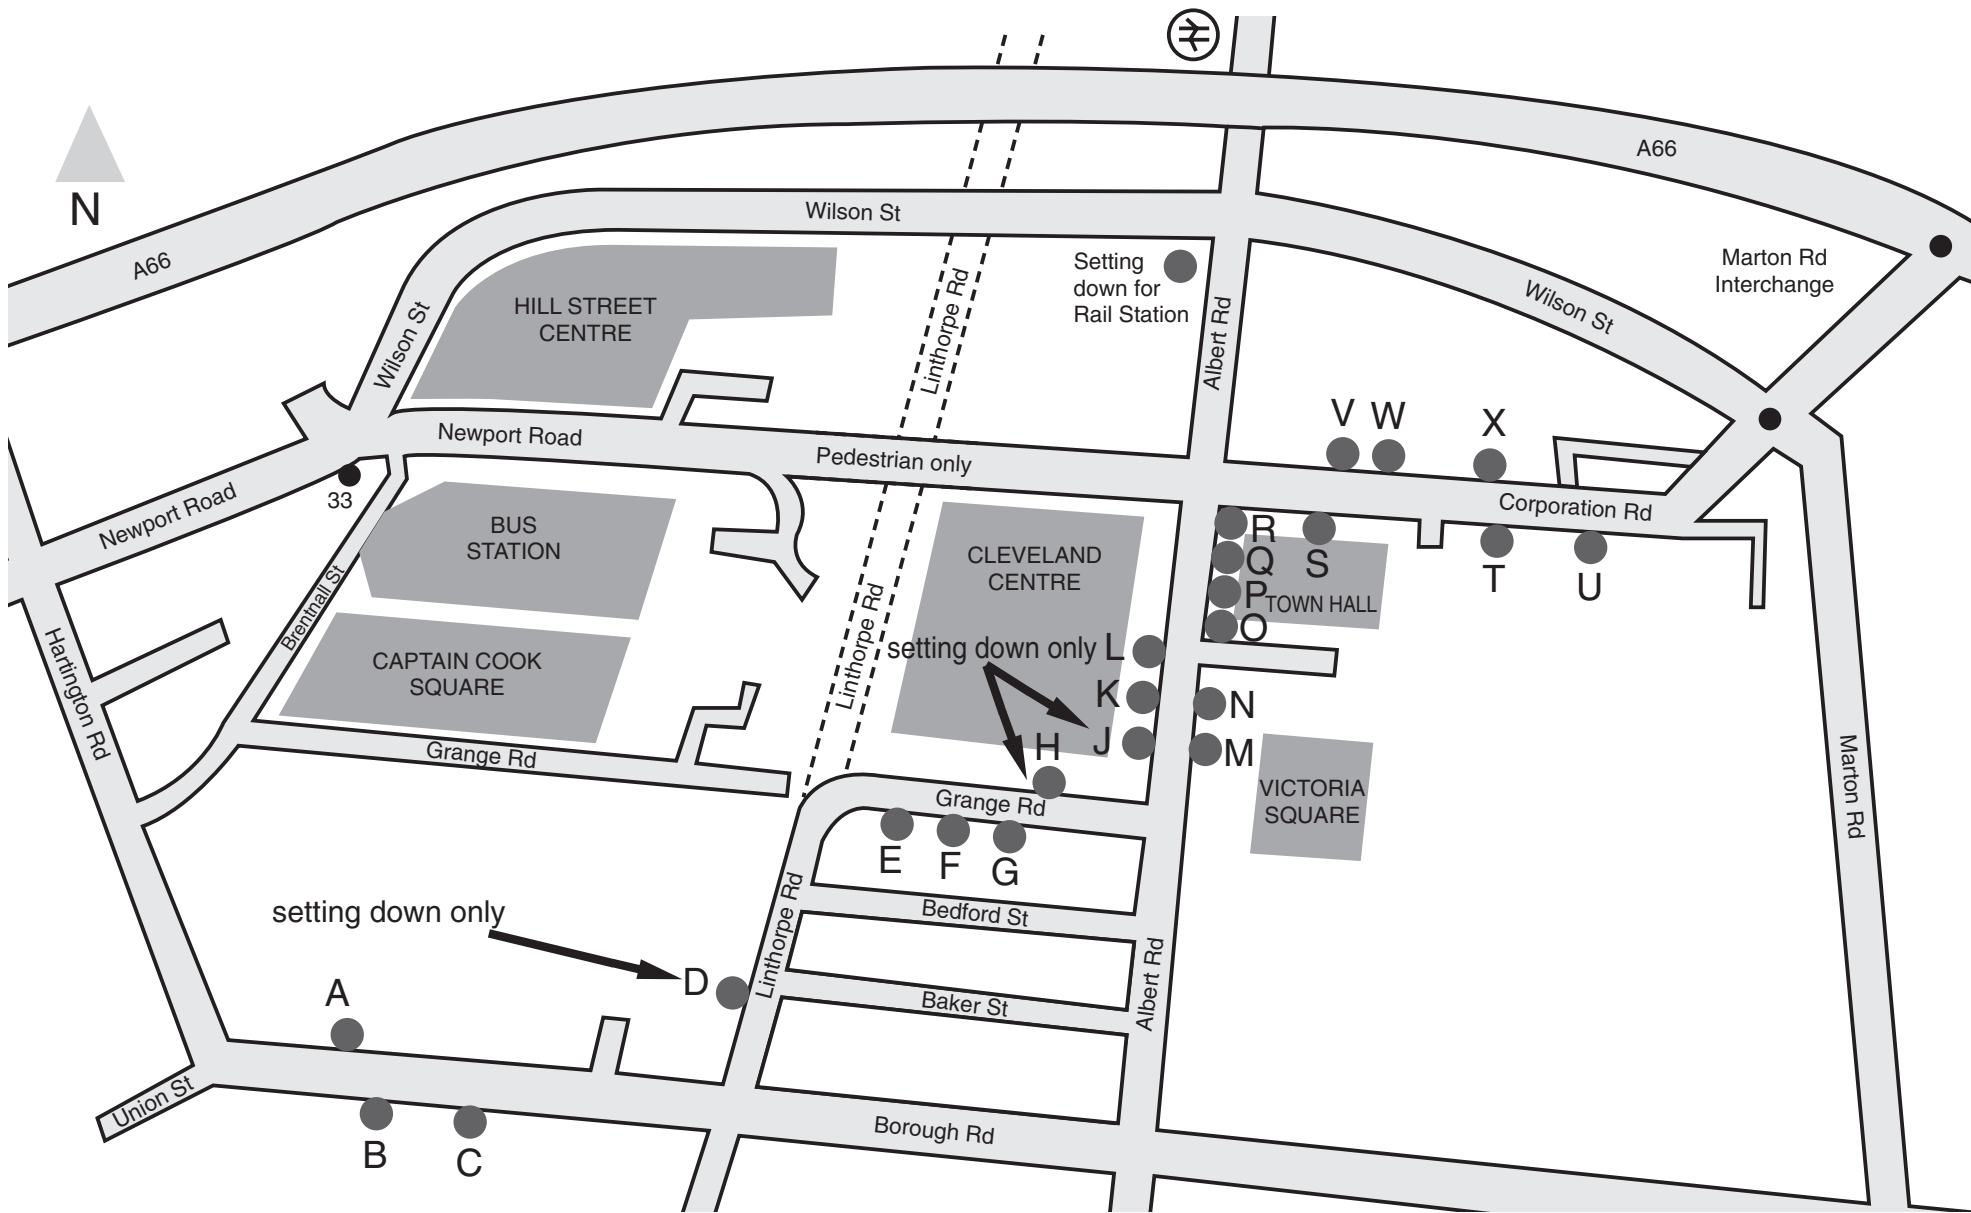 A66
N
A66
Wilson St
Setting
down for
Rail Station
Marton Rd
Interchange
Wilson St
HILL STREET
CENTRE
Wilson St
Linthorpe Rd
Albert Rd
Newport Road
Pedestrian only
V
W
X
33
Newport Road
Corporation Rd
BUS
STATION
CLEVELAND
CENTRE
R
Q
P
O
S
TOWN HALL
T
U
Brentnall St
Linthorpe Rd
setting down only
L
K
J
H
N
M
Hartington Rd
CAPTAIN COOK
SQUARE
Grange Rd
Grange Rd
VICTORIA
SQUARE
Marton Rd
E
F
G
Bedford St
setting down only
D
Linthorpe Rd
Baker St
Albert Rd
A
Union St
B
C
Borough Rd